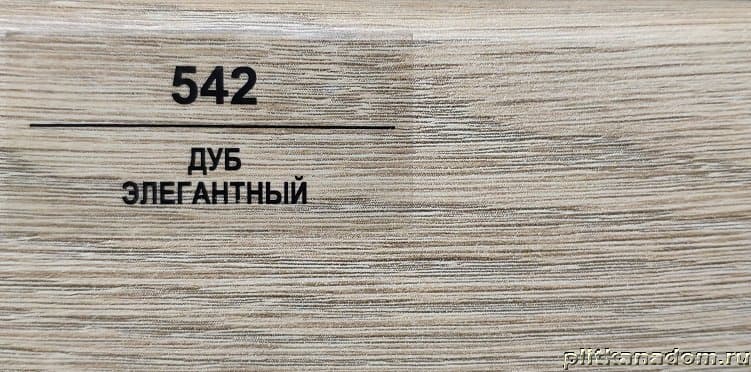 542
ДУБ
ЭЛЕГАНТНЫЙ
plitkanadom.ru